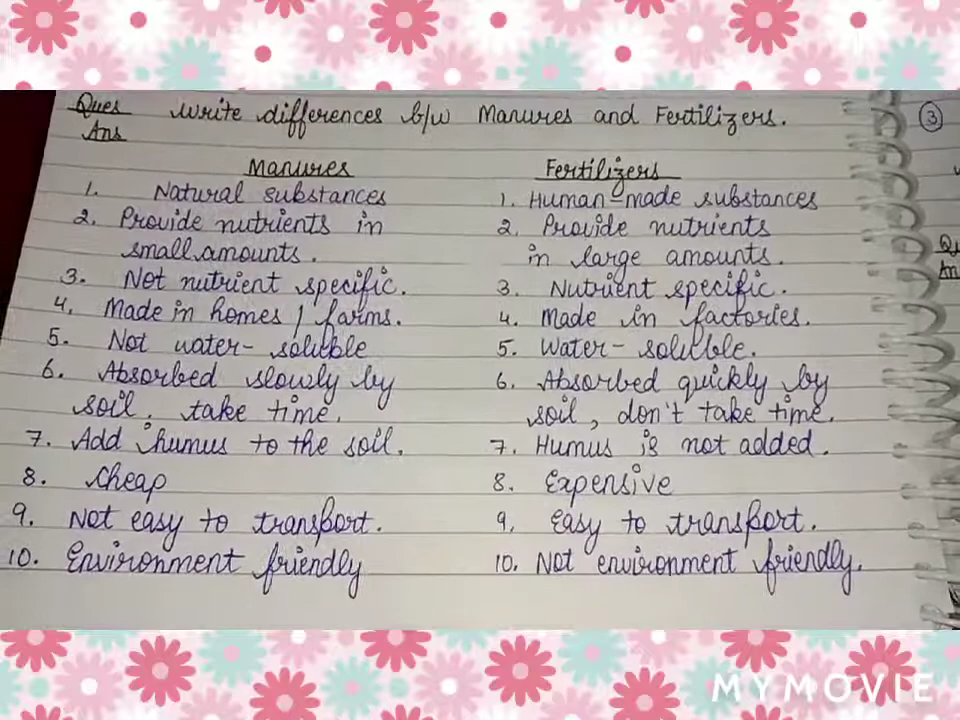 Ques write differences b/w Manures and Fertilizers. 3
Ans
Manures Fertilizers
1. Natural substances 1. Human-made substances
2. Provide nutrients in 2. Provide nutrients
small amounts. in large amounts.
3. Not nutrient specific. 3. Nutrient specific.
4. Made in homes / farms. 4. Made in factories.
5. Not water-soluble 5. Water-soluble.
6. Absorbed slowly by 6. Absorbed quickly by
soil, take time. soil, don't take time.
7. Add humus to the soil. 7. Humus is not added.
8. Cheap 8. Expensive
9. Not easy to transport. 9. Easy to transport.
10. Environment friendly 10. Not environment friendly.
MYMOVIE